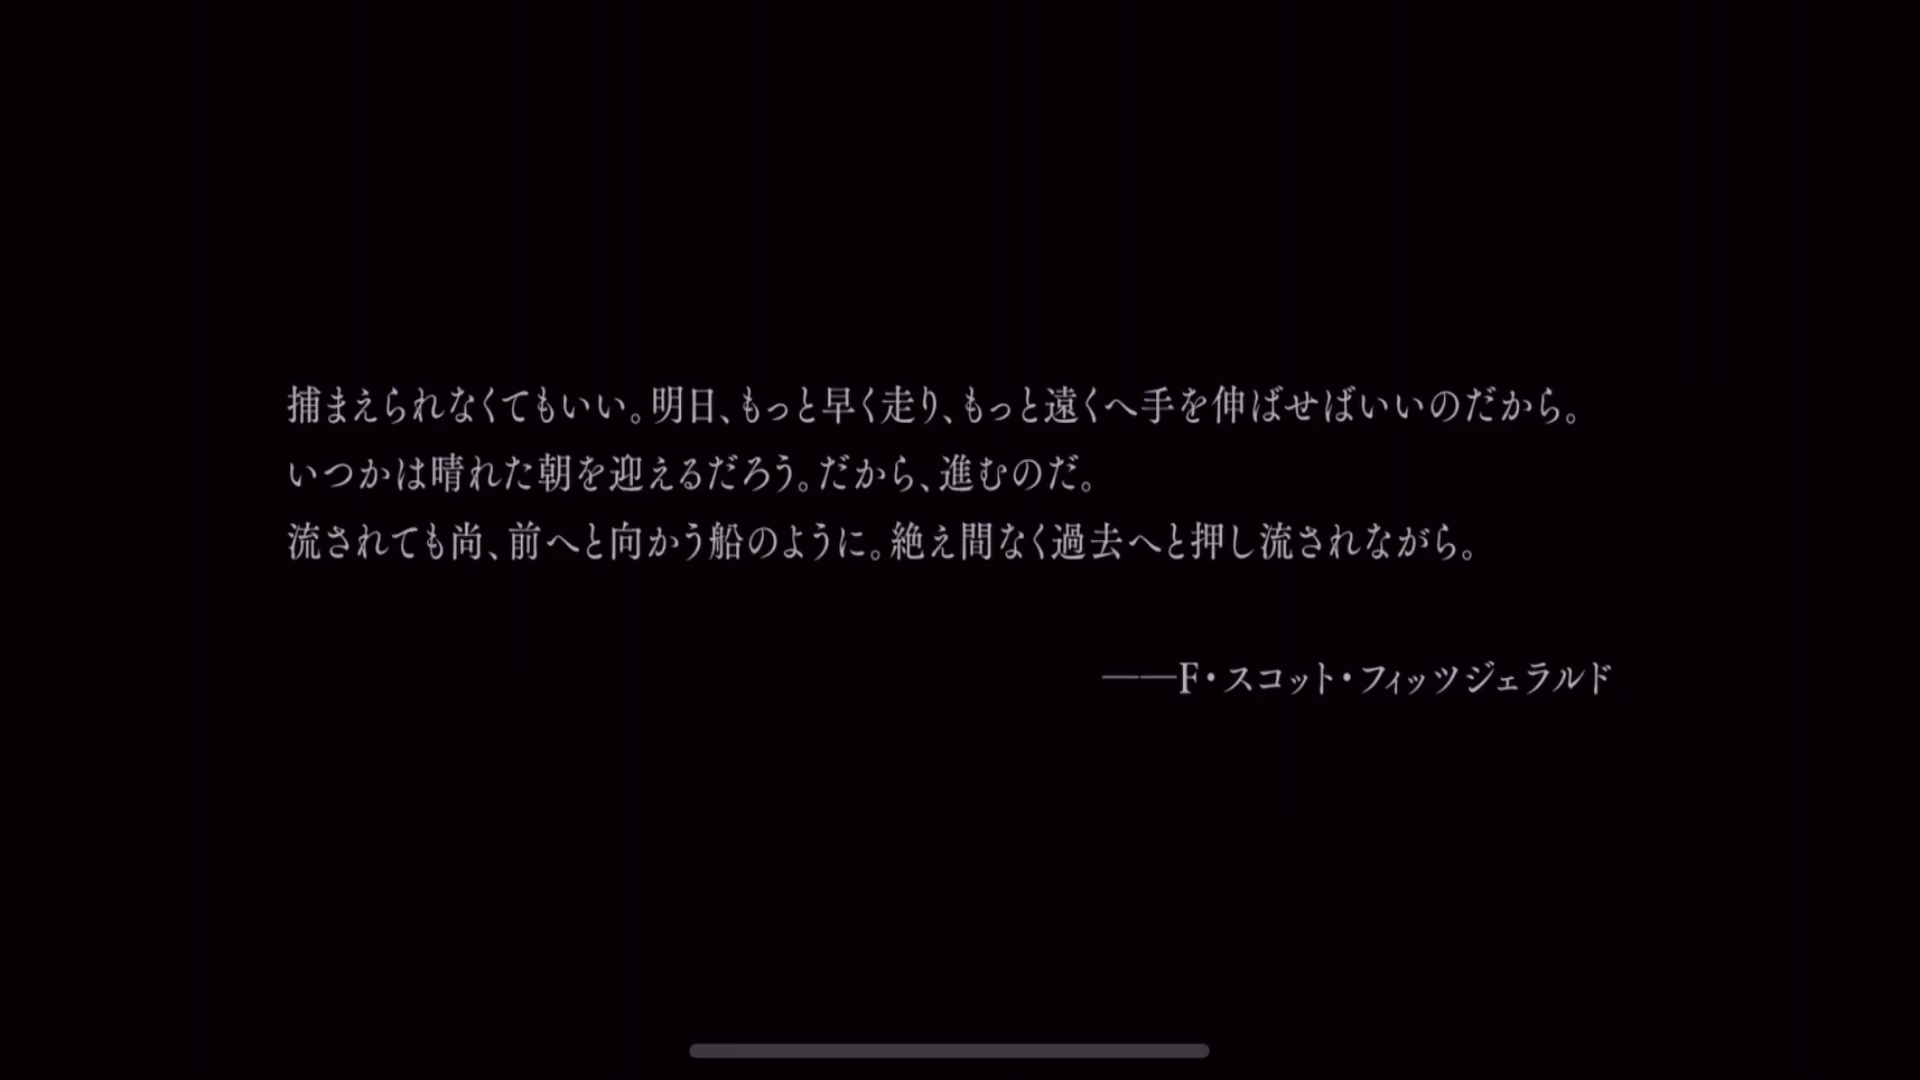 捕まえられなくてもいい。明日、もっと早く走り、もっと遠くへ手を伸ばせばいいのだから。
いつかは晴れた朝を迎えるだろう。だから、進むのだ。
流されても尚、前へと向かう船のように。絶え間なく過去へと押し流されながら。
——F・スコット・フィッツジェラルド